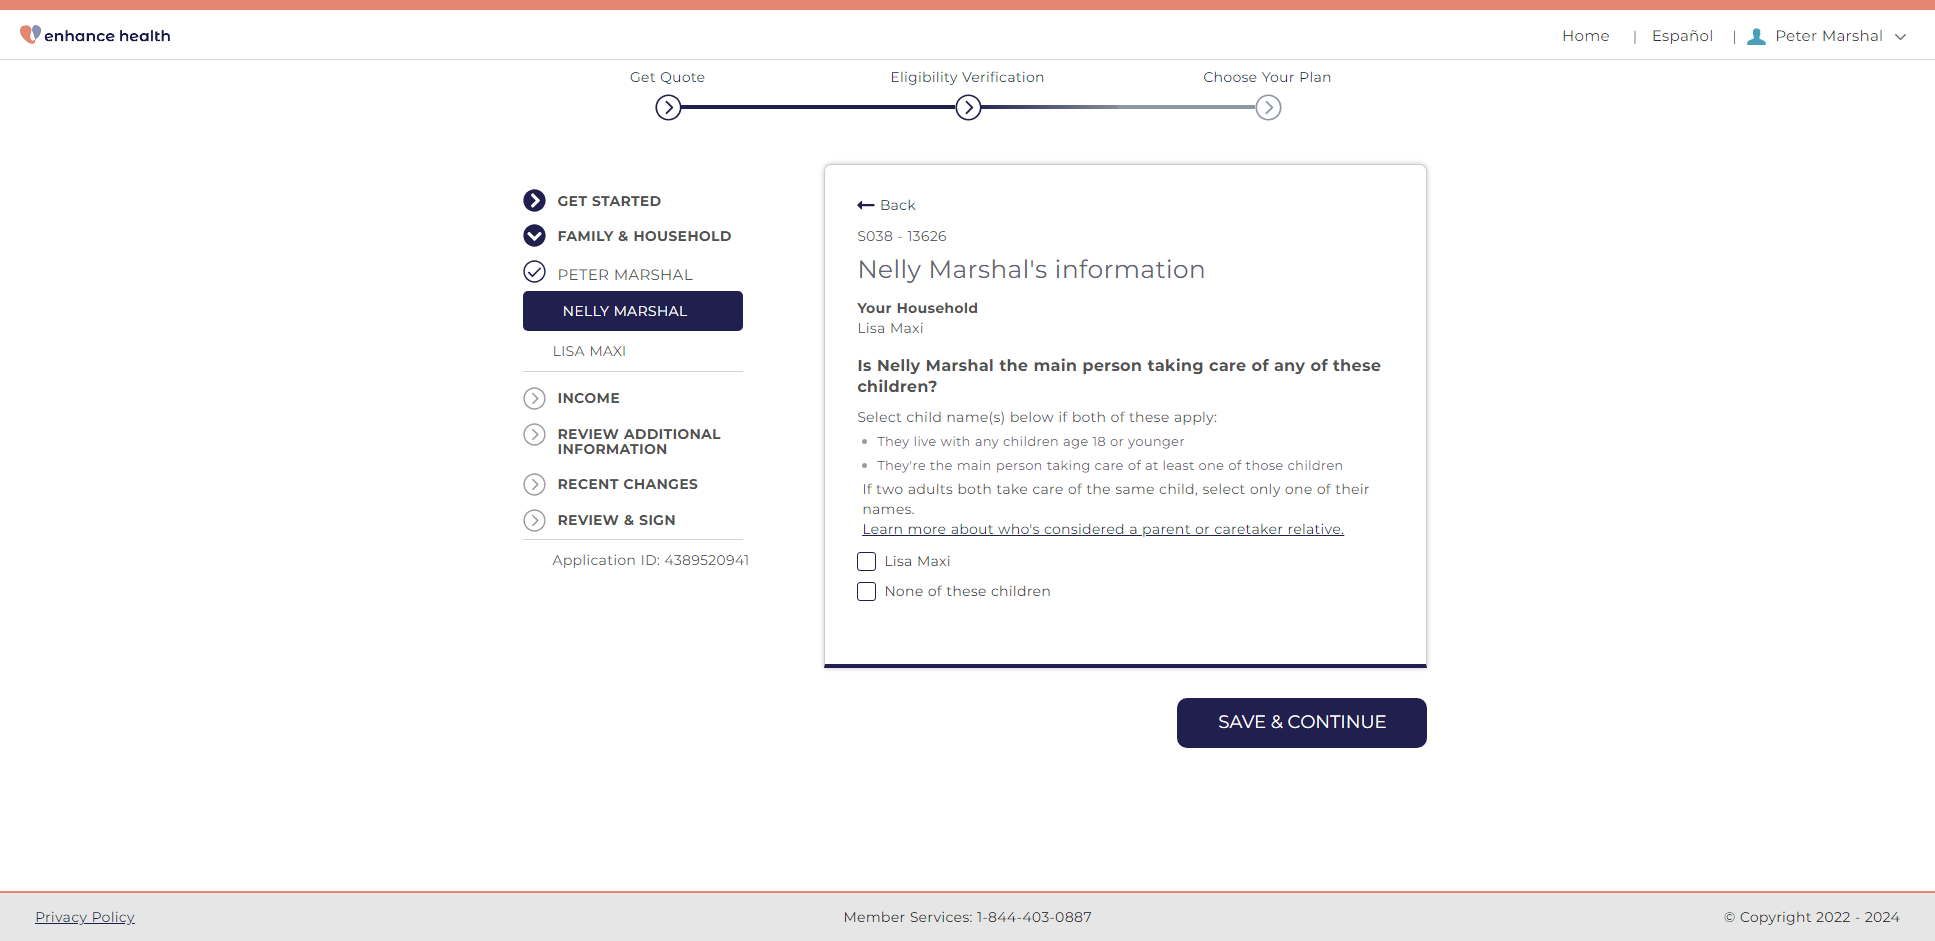 enhance health
Home | Español | Peter Marshal
Get Quote
Eligibility Verification
Choose Your Plan
GET STARTED
FAMILY & HOUSEHOLD
PETER MARSHAL
NELLY MARSHAL
LISA MAXI
INCOME
REVIEW ADDITIONAL
INFORMATION
RECENT CHANGES
REVIEW & SIGN
Application ID: 4389520941
Back
S038 - 13626
Nelly Marshal's information
Your Household
Lisa Maxi
Is Nelly Marshal the main person taking care of any of these
children?
Select child name(s) below if both of these apply:
They live with any children age 18 or younger
They're the main person taking care of at least one of those children
If two adults both take care of the same child, select only one of their
names.
Learn more about who's considered a parent or caretaker relative.
Lisa Maxi
None of these children
SAVE & CONTINUE
Privacy Policy
Member Services: 1-844-403-0887
© Copyright 2022 - 2024